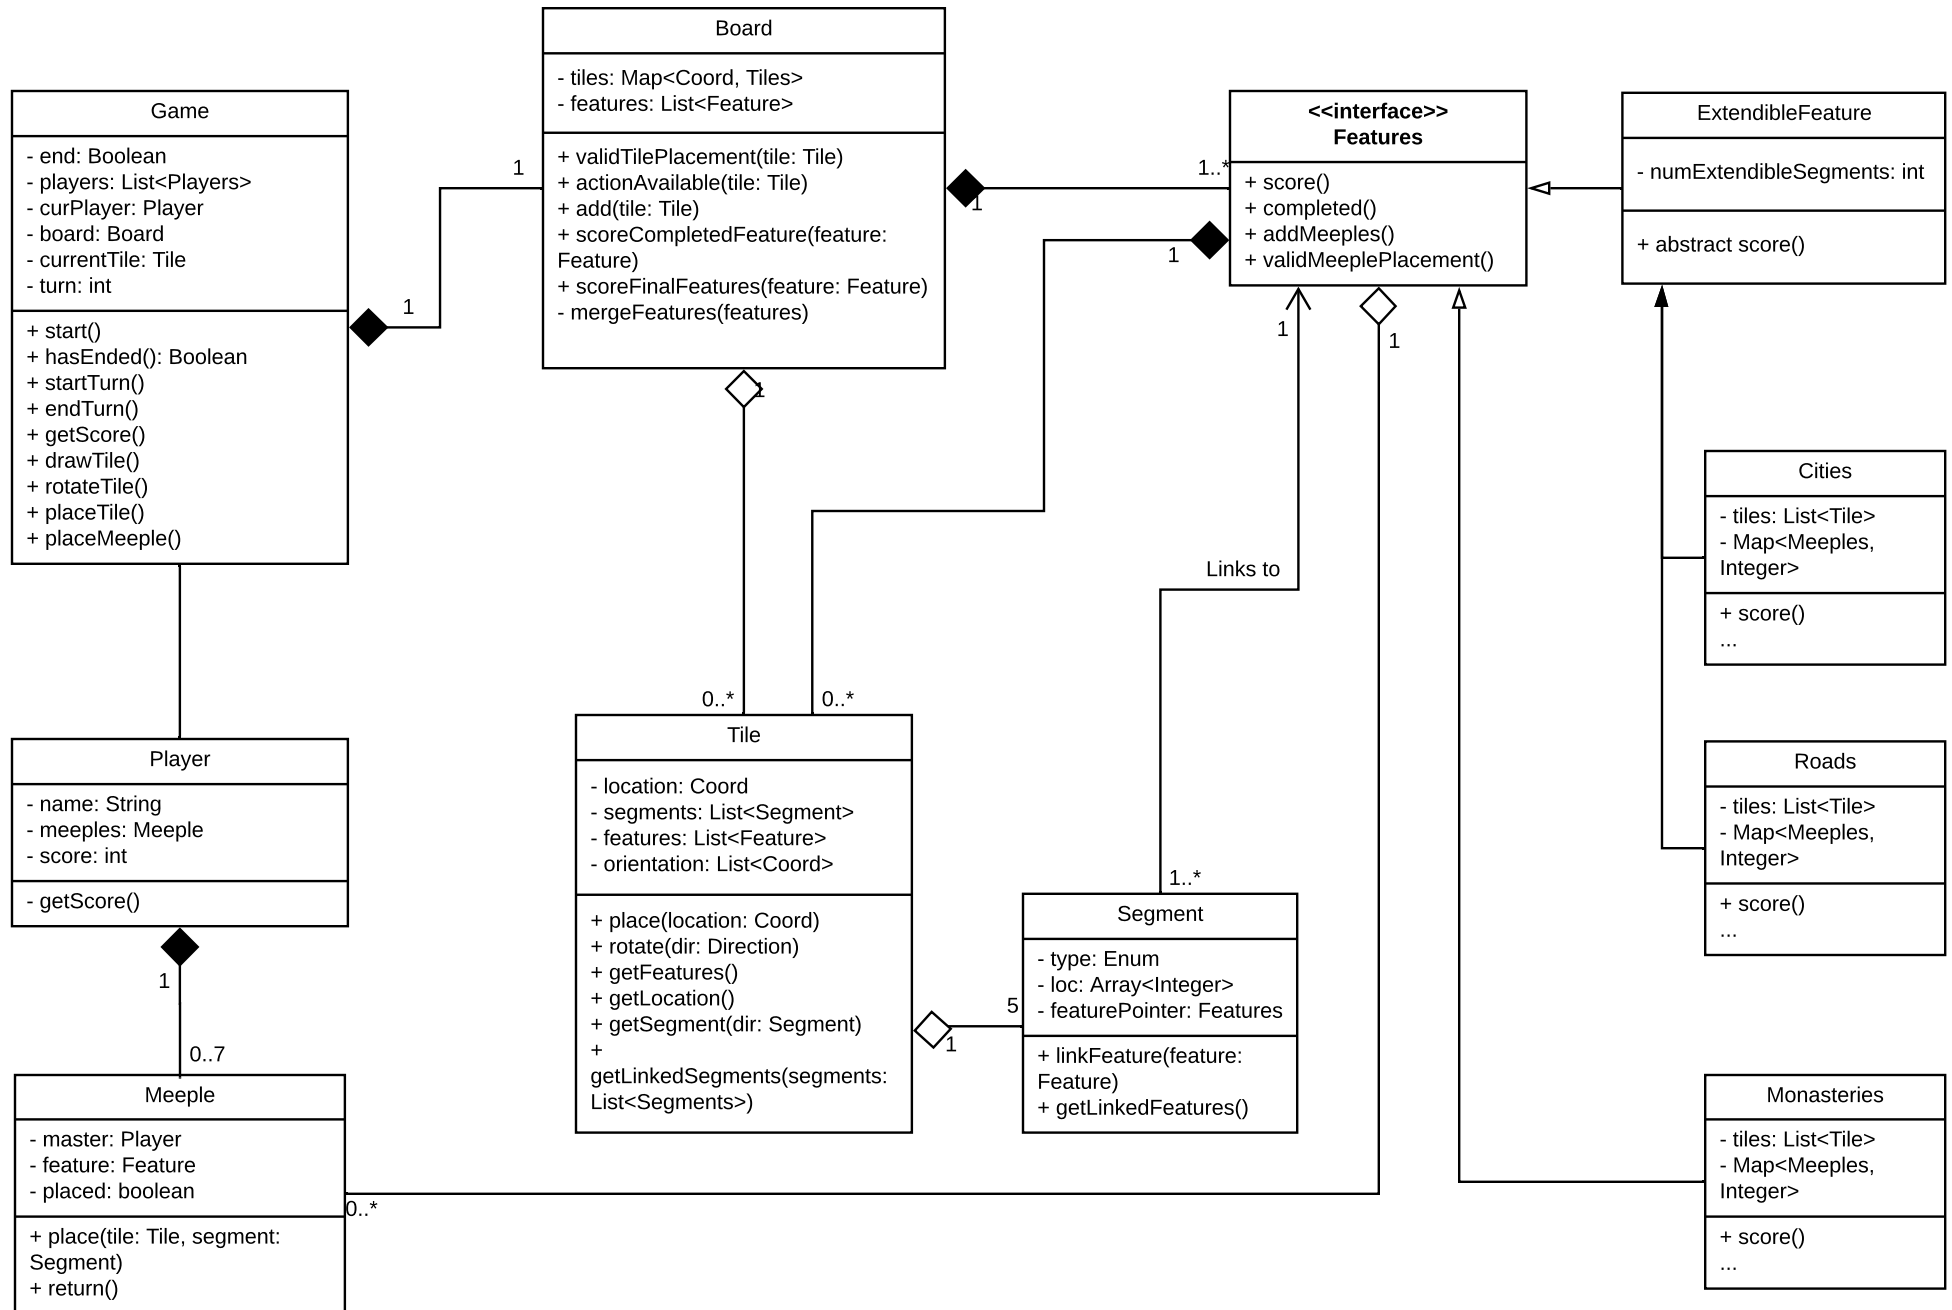 Board
- tiles: Map<Coord, Tiles>
- features: List<Feature>
+ validTilePlacement(tile: Tile)
+ actionAvailable(tile: Tile)
+ add(tile: Tile)
+ scoreCompletedFeature(feature:
Feature)
+ scoreFinalFeatures(feature: Feature)
- mergeFeatures(features)
Game
- end: Boolean
- players: List<Players>
- curPlayer: Player
- board: Board
- currentTile: Tile
- turn: int
+ start()
+ hasEnded(): Boolean
+ startTurn()
+ endTurn()
+ getScore()
+ drawTile()
+ rotateTile()
+ placeTile()
+ placeMeeple()
1
1
<<interface>>
Features
+ score()
+ completed()
+ addMeeples()
+ validMeeplePlacement()
1..*
1
1
1
1
1
ExtendibleFeature
- numExtendibleSegments: int
+ abstract score()
Cities
- tiles: List<Tile>
- Map<Meeples,
Integer>
+ score()
...
Links to
0..*
0..*
Tile
- location: Coord
- segments: List<Segment>
- features: List<Feature>
- orientation: List<Coord>
+ place(location: Coord)
+ rotate(dir: Direction)
+ getFeatures()
+ getLocation()
+ getSegment(dir: Segment)
+
getLinkedSegments(segments:
List<Segments>)
Player
- name: String
- meeples: Meeple
- score: int
- getScore()
1
0..7
Roads
- tiles: List<Tile>
- Map<Meeples,
Integer>
+ score()
...
1..*
Segment
- type: Enum
- loc: Array<Integer>
- featurePointer: Features
+ linkFeature(feature:
Feature)
+ getLinkedFeatures()
5
1
Meeple
- master: Player
- feature: Feature
- placed: boolean
+ place(tile: Tile, segment:
Segment)
+ return()
0..*
Monasteries
- tiles: List<Tile>
- Map<Meeples,
Integer>
+ score()
...